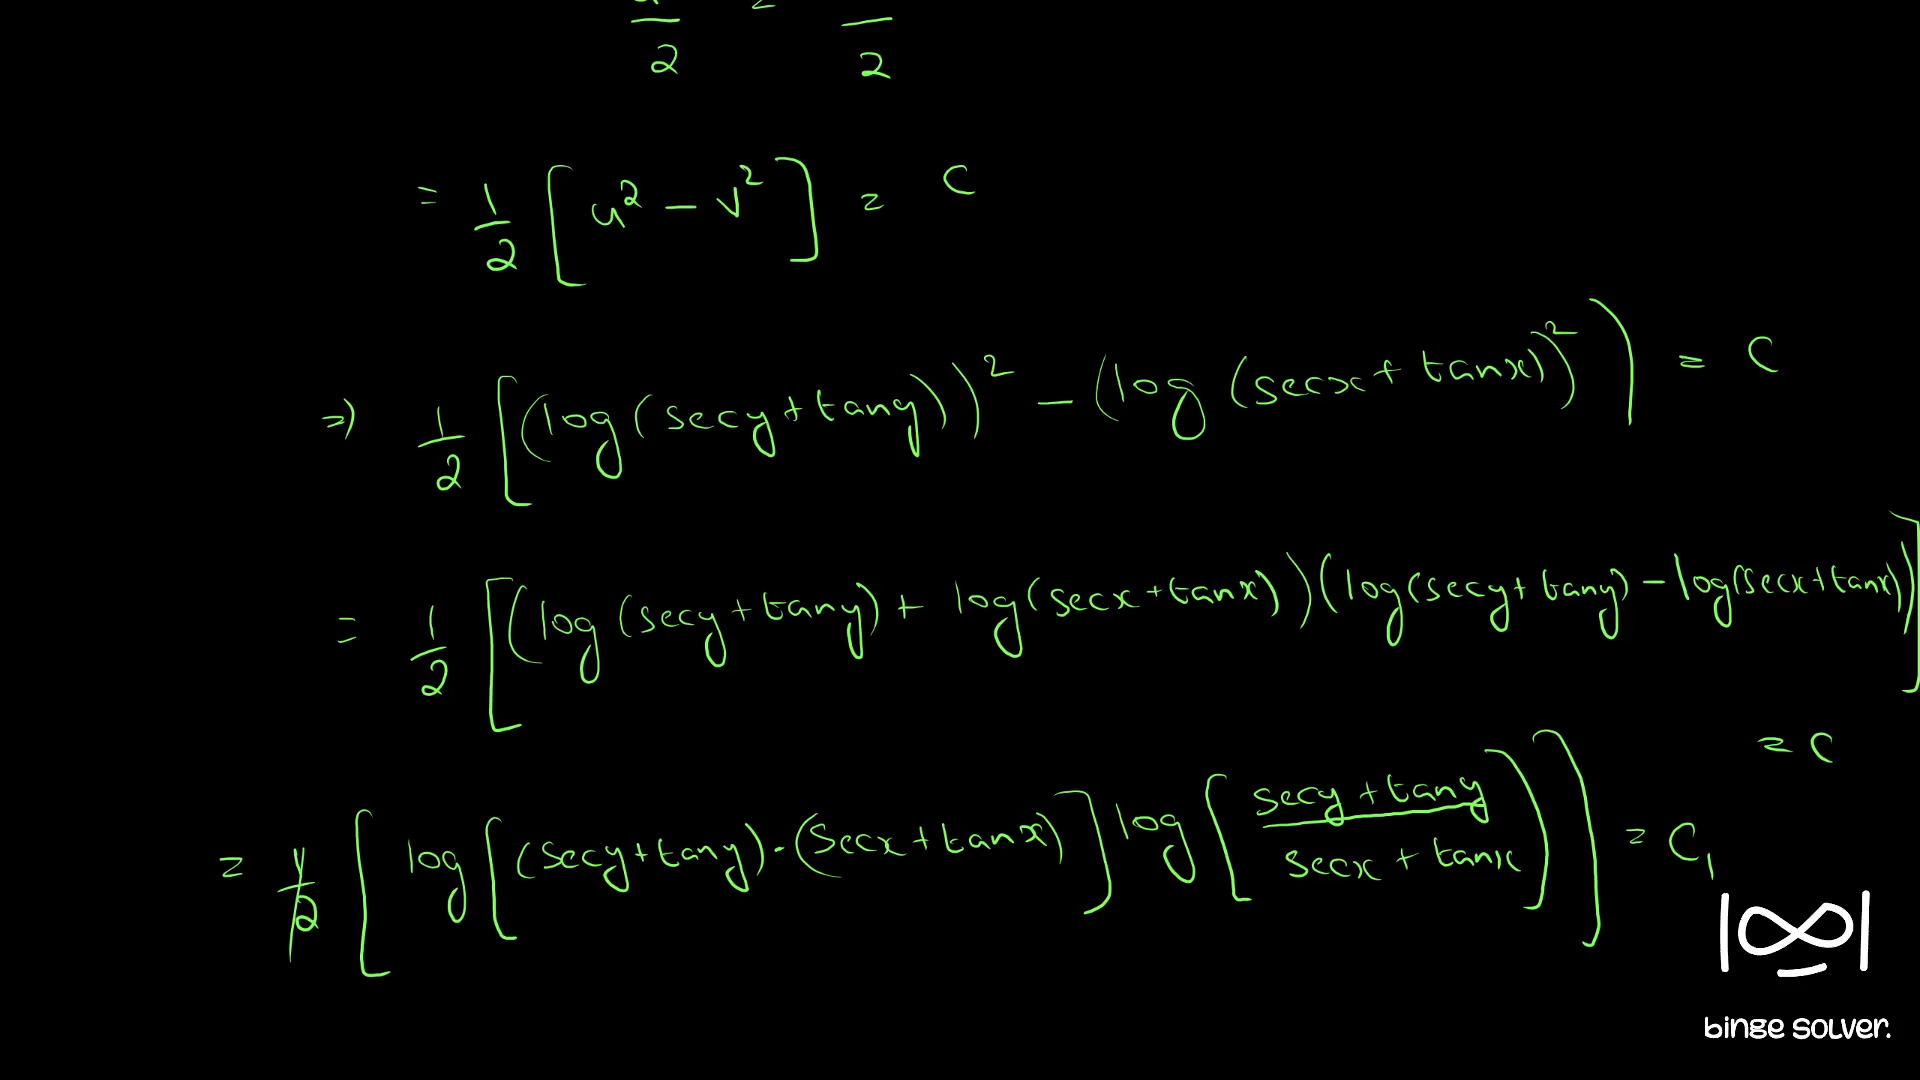 u/2 = /2
= 1/2 [u² - v²] = C
⇒ 1/2 [(log(secy+tany))² - (log(secx+tanx))²] = C
= 1/2 [(log(secy+tany) + log(secx+tanx))(log(secy+tany) - log(secx+tanx))]
= C
= 1/2 [log[(secy+tany)·(secx+tanx)] log[secy+tany/secx+tanx]] = C₁
binge solver.